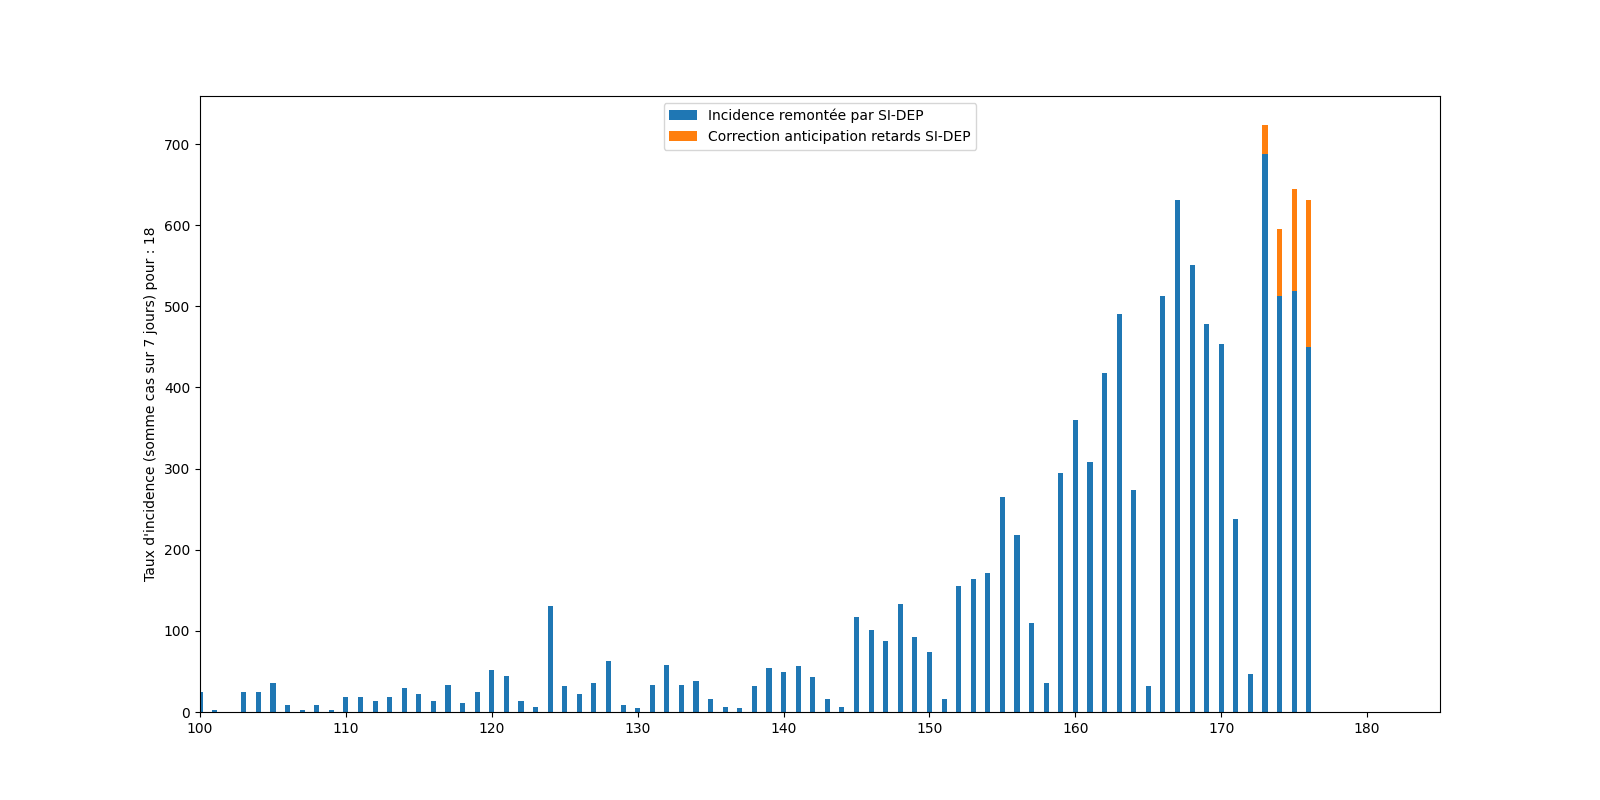 Incidence remontée par SI-DEP
Correction anticipation retards SI-DEP
Taux d'incidence (somme cas sur 7 jours) pour : 18
700
600
500
400
300
200
100
0
100 110 120 130 140 150 160 170 180